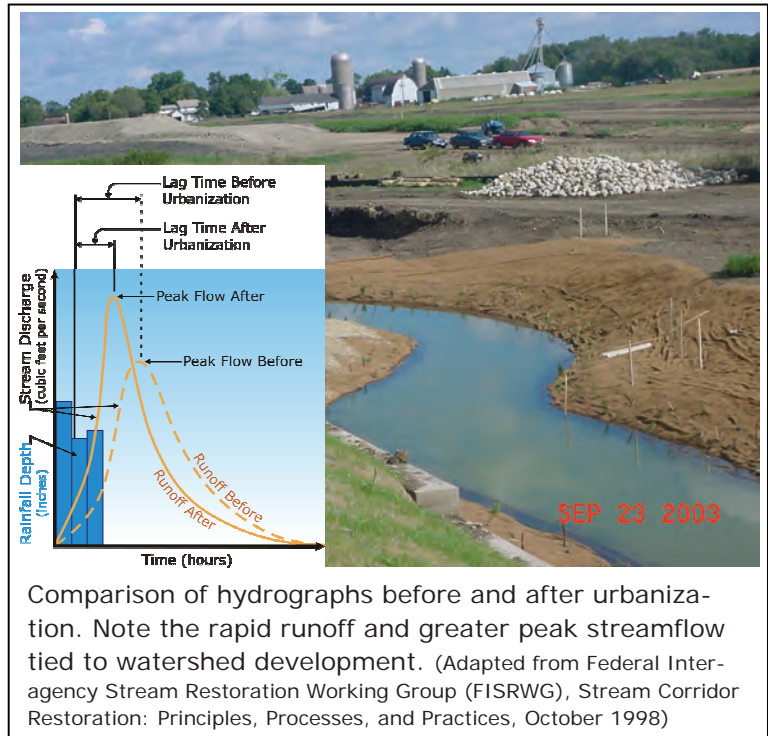 Lag Time Before
Urbanization
Lag Time After
Urbanization
Peak Flow After
Peak Flow Before
Stream Discharge
(cubic feet per second)
Rainfall Depth
(inches)
Runoff Before
Runoff After
Time (hours)
SEP 23 2003
Comparison of hydrographs before and after urbaniza-
tion. Note the rapid runoff and greater peak streamflow
tied to watershed development. (Adapted from Federal Inter-
agency Stream Restoration Working Group (FISRWG), Stream Corridor
Restoration: Principles, Processes, and Practices, October 1998)